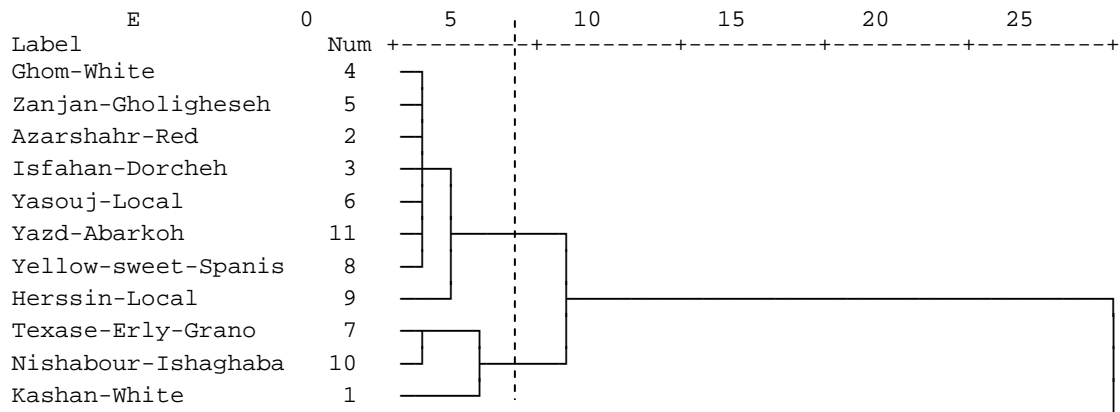 E 0 5 10 15 20 25
Label Num +---------+---------+---------+---------+---------+
Ghom-White 4
Zanjan-Gholigheseh 5
Azarshahr-Red 2
Isfahan-Dorcheh 3
Yasouj-Local 6
Yazd-Abarkoh 11
Yellow-sweet-Spanis 8
Herssin-Local 9
Texase-Erly-Grano 7
Nishabour-Ishaghaba 10
Kashan-White 1